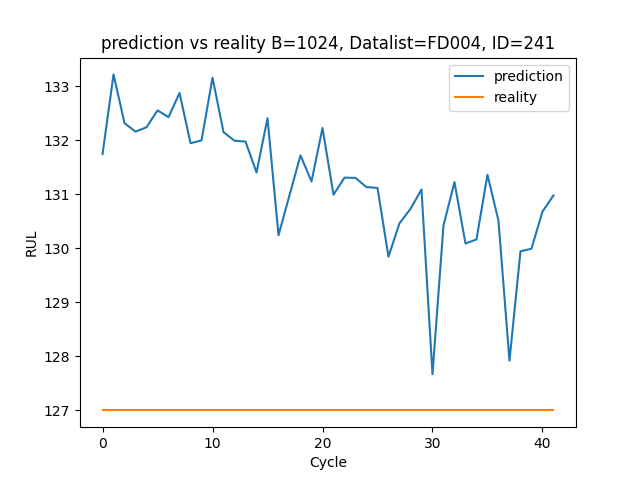 prediction vs reality B=1024, Datalist=FD004, ID=241
prediction
reality
133
132
131
130
129
128
127
RUL
0 10 20 30 40
Cycle